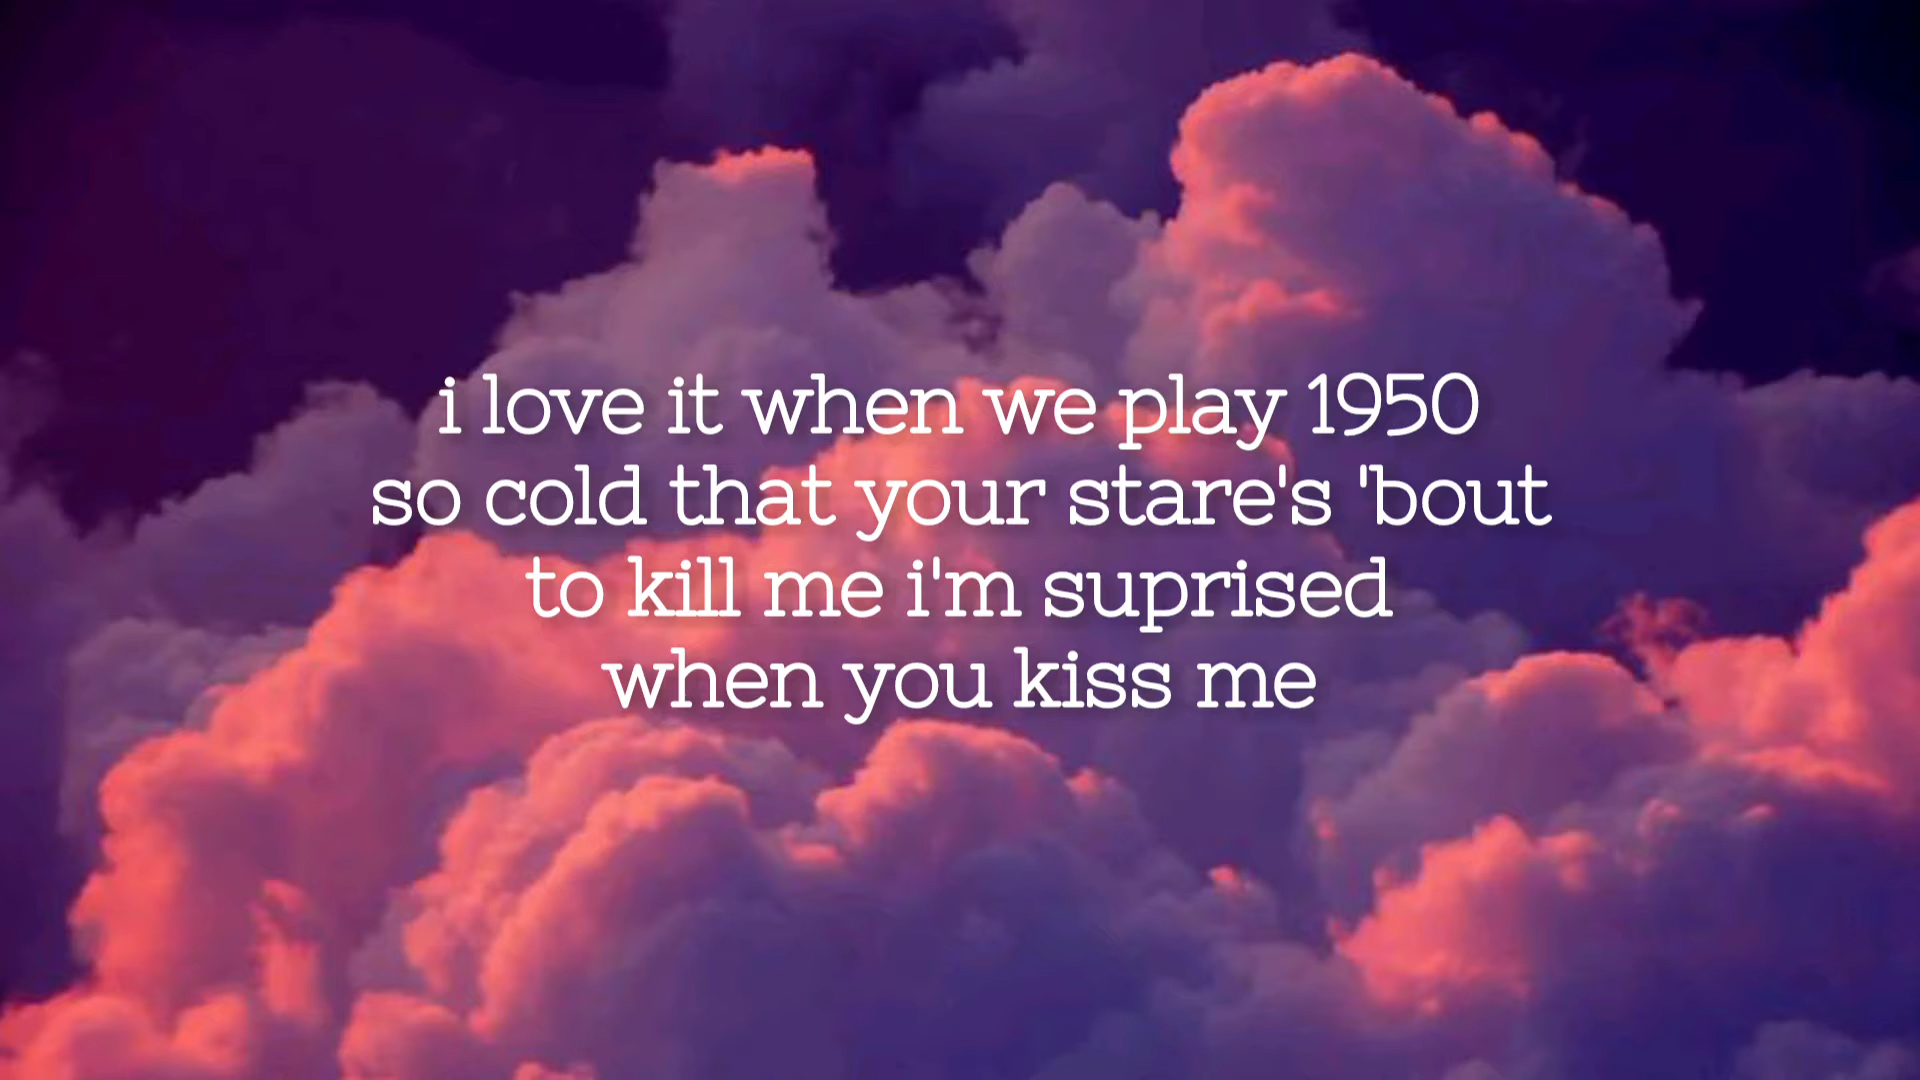 i love it when we play 1950
so cold that your stare's 'bout
to kill me i'm suprised
when you kiss me